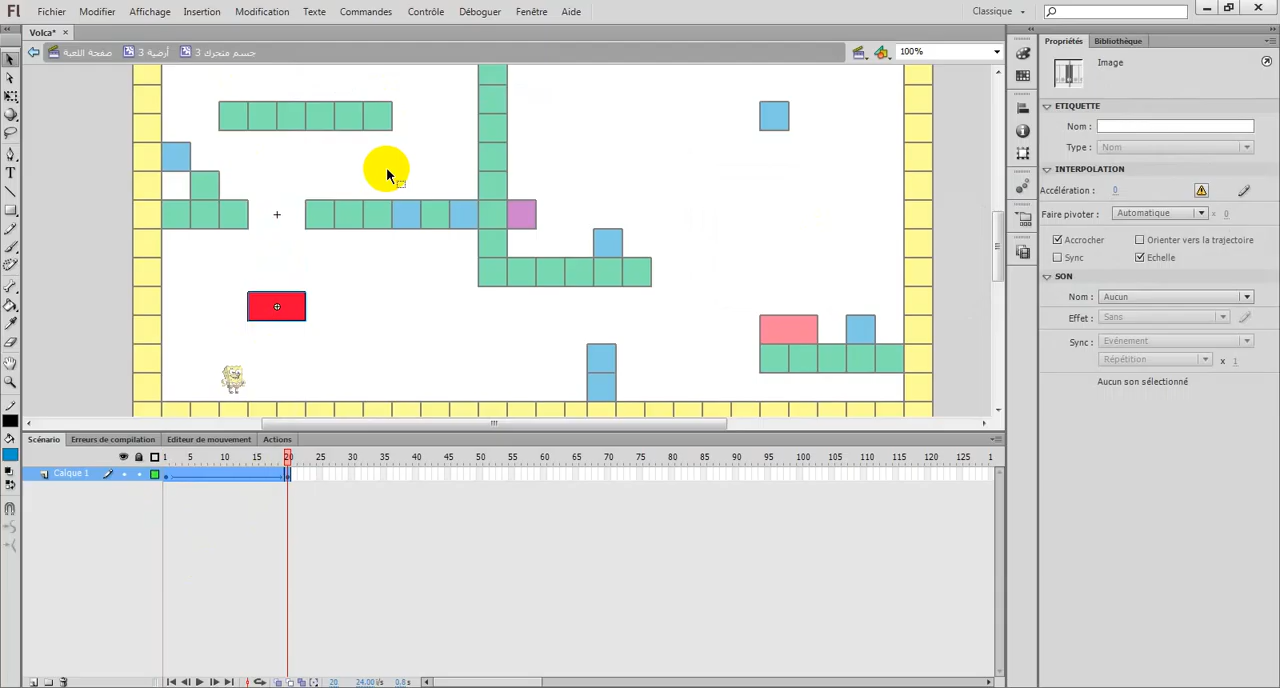 Fl Fichier Modifier Affichage Insertion Modification Texte Commandes Contrôle Déboguer Fenêtre Aide Classique
Volca* ×
صفحة اللعبة أرضية 3 جسم متحرك 3 100%
Propriétés Bibliothèque
Image
ETIQUETTE
Nom :
Type : Nom
INTERPOLATION
Accélération : 0
Faire pivoter : Automatique x 0
Accrocher Orienter vers la trajectoire
Sync Echelle
SON
Nom : Aucun
Effet : Sans
Sync : Evénement
Répétition x 1
Aucun son sélectionné
Scénario Erreurs de compilation Editeur de mouvement Actions
1 5 10 15 20 25 30 35 40 45 50 55 60 65 70 75 80 85 90 95 100 105 110 115 120 125 1
Calque 1
20 24.00 i/s 0.8 s